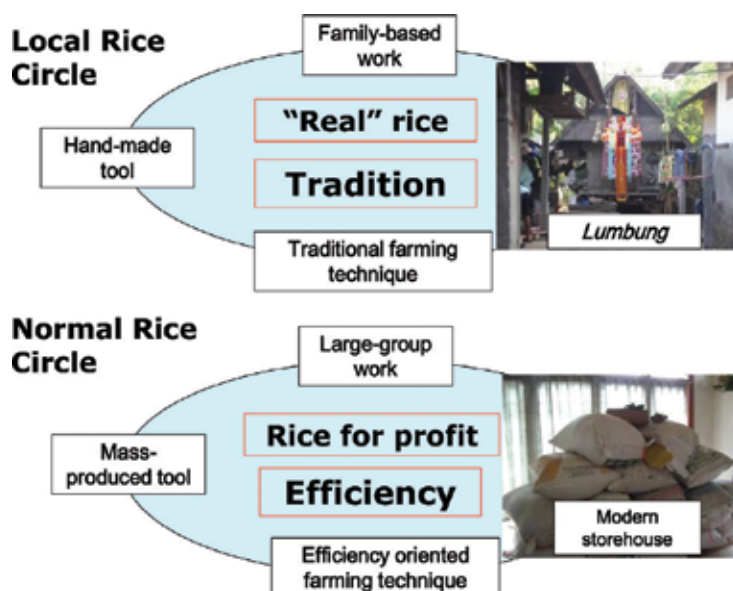 Local Rice
Circle
Family-based
work
“Real” rice
Hand-made
tool
Tradition
Lumbung
Traditional farming
technique
Normal Rice
Circle
Large-group
work
Rice for profit
Mass-
produced tool
Efficiency
Modern
storehouse
Efficiency oriented
farming technique